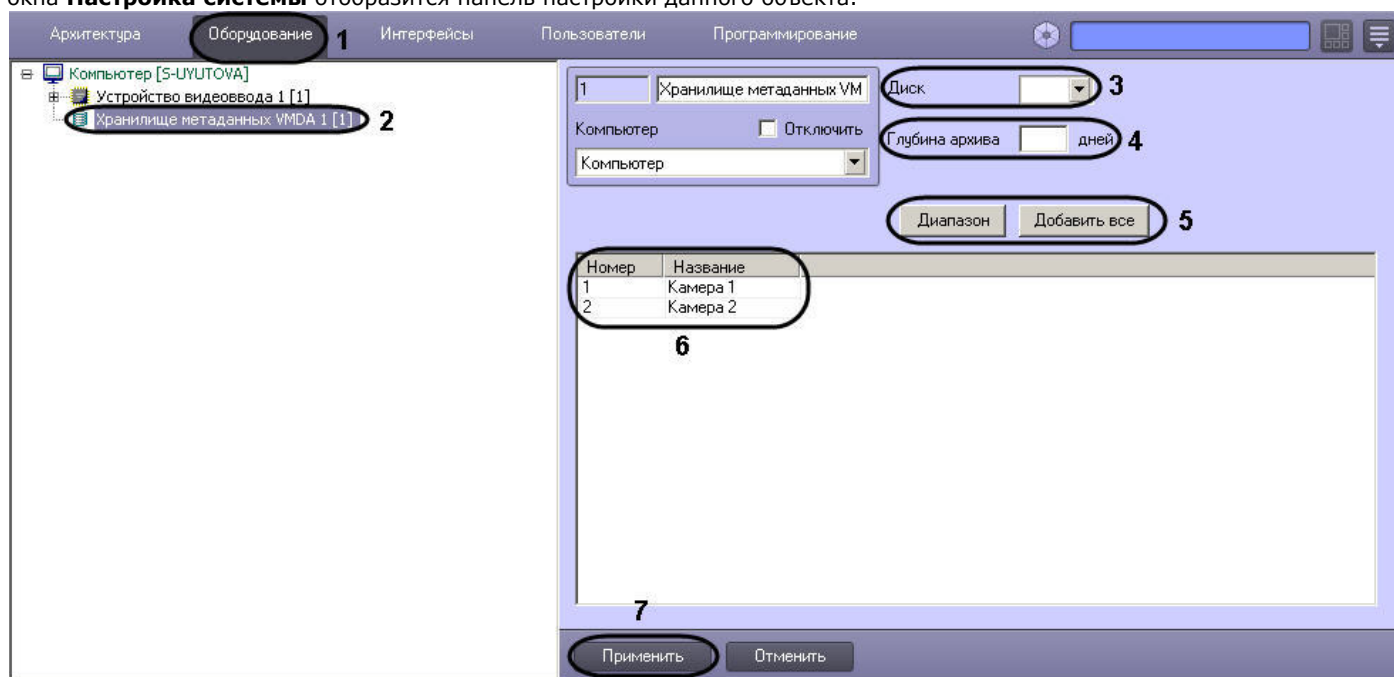 окна Настройка системы отобразится панель настройки данного объекта.
Архитектура Оборудование 1 Интерфейсы Пользователи Программирование
Компьютер [S-UYUTOVA]
Устройство видеоввода 1 [1]
Хранилище метаданных VMDA 1 [1] 2
1 Хранилище метаданных VM Диск 3
Компьютер Отключить
Глубина архива дней 4
Компьютер
Диапазон Добавить все 5
Номер Название
1 Камера 1
2 Камера 2
6
7
Применить Отменить